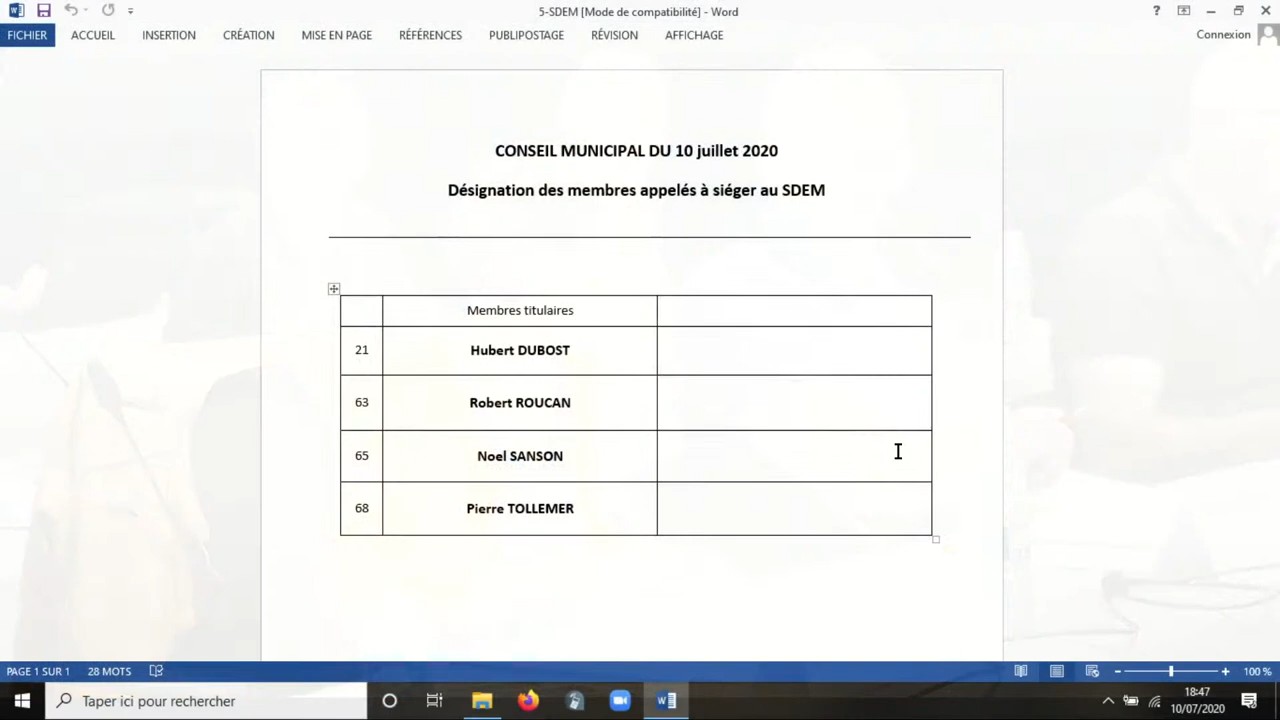 5-SDEM [Mode de compatibilité] - Word
?
FICHIER ACCUEIL INSERTION CRÉATION MISE EN PAGE RÉFÉRENCES PUBLIPOSTAGE RÉVISION AFFICHAGE Connexion
CONSEIL MUNICIPAL DU 10 juillet 2020
Désignation des membres appelés à siéger au SDEM
Membres titulaires
21 Hubert DUBOST
63 Robert ROUCAN
65 Noel SANSON
68 Pierre TOLLEMER
PAGE 1 SUR 1 28 MOTS 100 %
Taper ici pour rechercher
18:47
10/07/2020